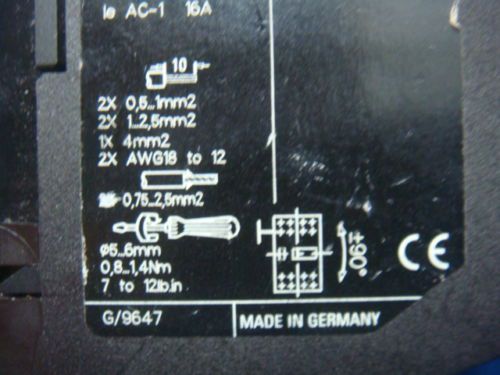 Ie AC-1 16A
10
2X 0,5...1mm2
2X 1...2,5mm2
1X 4mm2
2X AWG18 to 12
0,75...2,5mm2
ø5...6mm
0,8...1,4Nm
7 to 12lb.in
±90°
CE
G/9647
MADE IN GERMANY